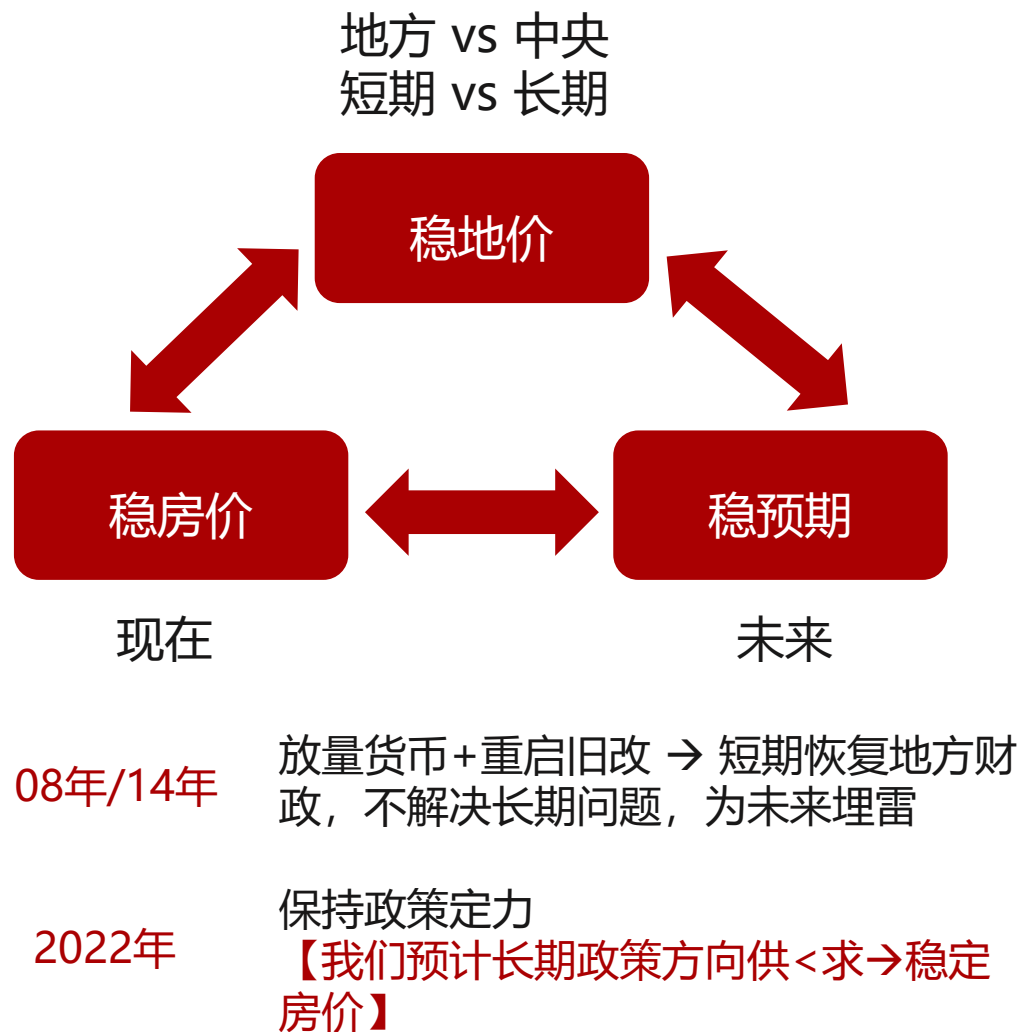 地方 vs 中央
短期 vs 长期
稳地价
稳房价
稳预期
现在
未来
08年/14年
放量货币+重启旧改 → 短期恢复地方财
政，不解决长期问题，为未来埋雷
2022年
保持政策定力
【我们预计长期政策方向供<求→稳定
房价】